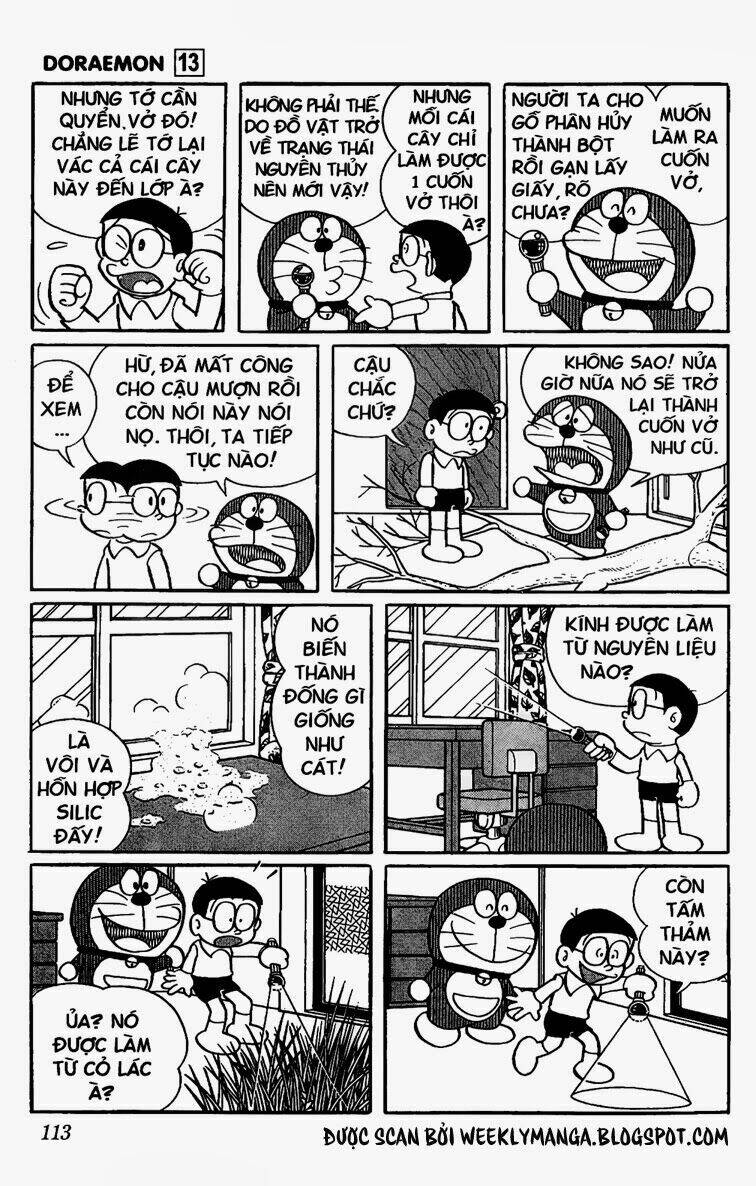 DORAEMON 13
MUỐN
LÀM RA
CUỐN
VỞ,
NGƯỜI TA CHO
GỖ PHÂN HỦY
THÀNH BỘT
RỒI GẠN LẤY
GIẤY, RÕ
CHƯA?
NHƯNG
MỖI CÁI
CÂY CHỈ
LÀM ĐƯỢC
1 CUỐN
VỞ THÔI
À?
KHÔNG PHẢI THẾ.
DO ĐỒ VẬT TRỞ
VỀ TRẠNG THÁI
NGUYÊN THỦY
NÊN MỚI VẬY!
NHƯNG TỚ CẦN
QUYỂN VỞ ĐÓ!
CHẲNG LẼ TỚ LẠI
VÁC CẢ CÁI CÂY
NÀY ĐẾN LỚP À?
KHÔNG SAO! NỬA
GIỜ NỮA NÓ SẼ TRỞ
LẠI THÀNH
CUỐN VỞ
NHƯ CŨ.
CẬU
CHẮC
CHỨ?
HỪ, ĐÃ MẤT CÔNG
CHO CẬU MƯỢN RỒI
CÒN NÓI NÀY NÓI
NỌ. THÔI, TA TIẾP
TỤC NÀO!
ĐỂ
XEM
...
KÍNH ĐƯỢC LÀM
TỪ NGUYÊN LIỆU
NÀO?
NÓ
BIẾN
THÀNH
ĐỐNG GÌ
GIỐNG
NHƯ
CÁT!
LÀ
VÔI VÀ
HỖN HỢP
SILIC
ĐẤY!
CÒN
TẤM
THẢM
NÀY?
ỦA? NÓ
ĐƯỢC LÀM
TỪ CỎ LÁC
À?
113
ĐƯỢC SCAN BỞI WEEKLYMANGA.BLOGSPOT.COM